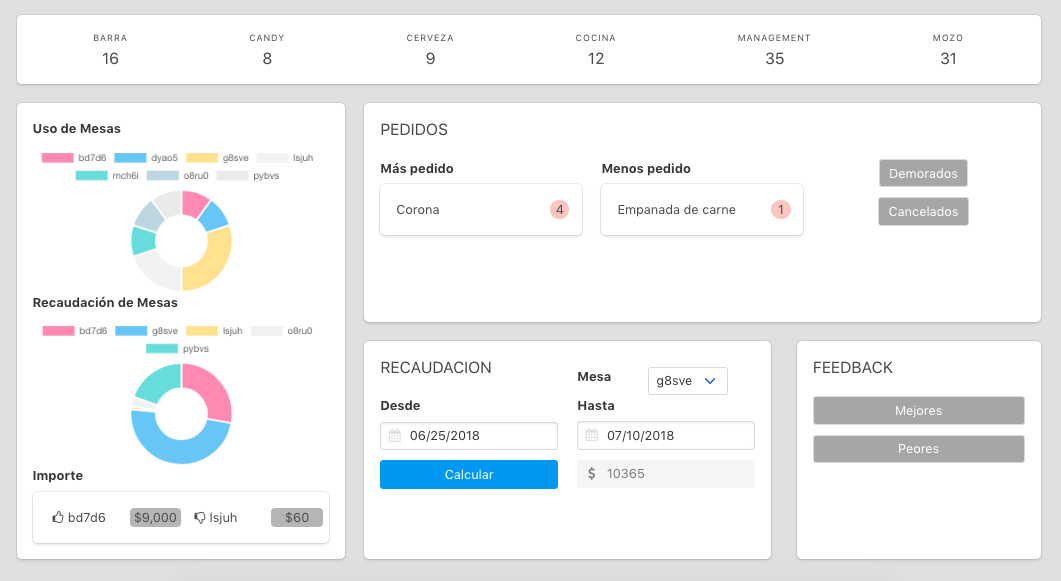 BARRA CANDY CERVEZA COCINA MANAGEMENT MOZO
16 8 9 12 35 31
Uso de Mesas
bd7d6 dyao5 g8sve lsjuh
mch6i o8ru0 pybvs
Recaudación de Mesas
bd7d6 g8sve lsjuh o8ru0
pybvs
Importe
bd7d6 $9,000 lsjuh $60
PEDIDOS
Más pedido Menos pedido
Corona 4 Empanada de carne 1
Demorados
Cancelados
RECAUDACION
Mesa g8sve
Desde Hasta
06/25/2018 07/10/2018
Calcular $ 10365
FEEDBACK
Mejores
Peores